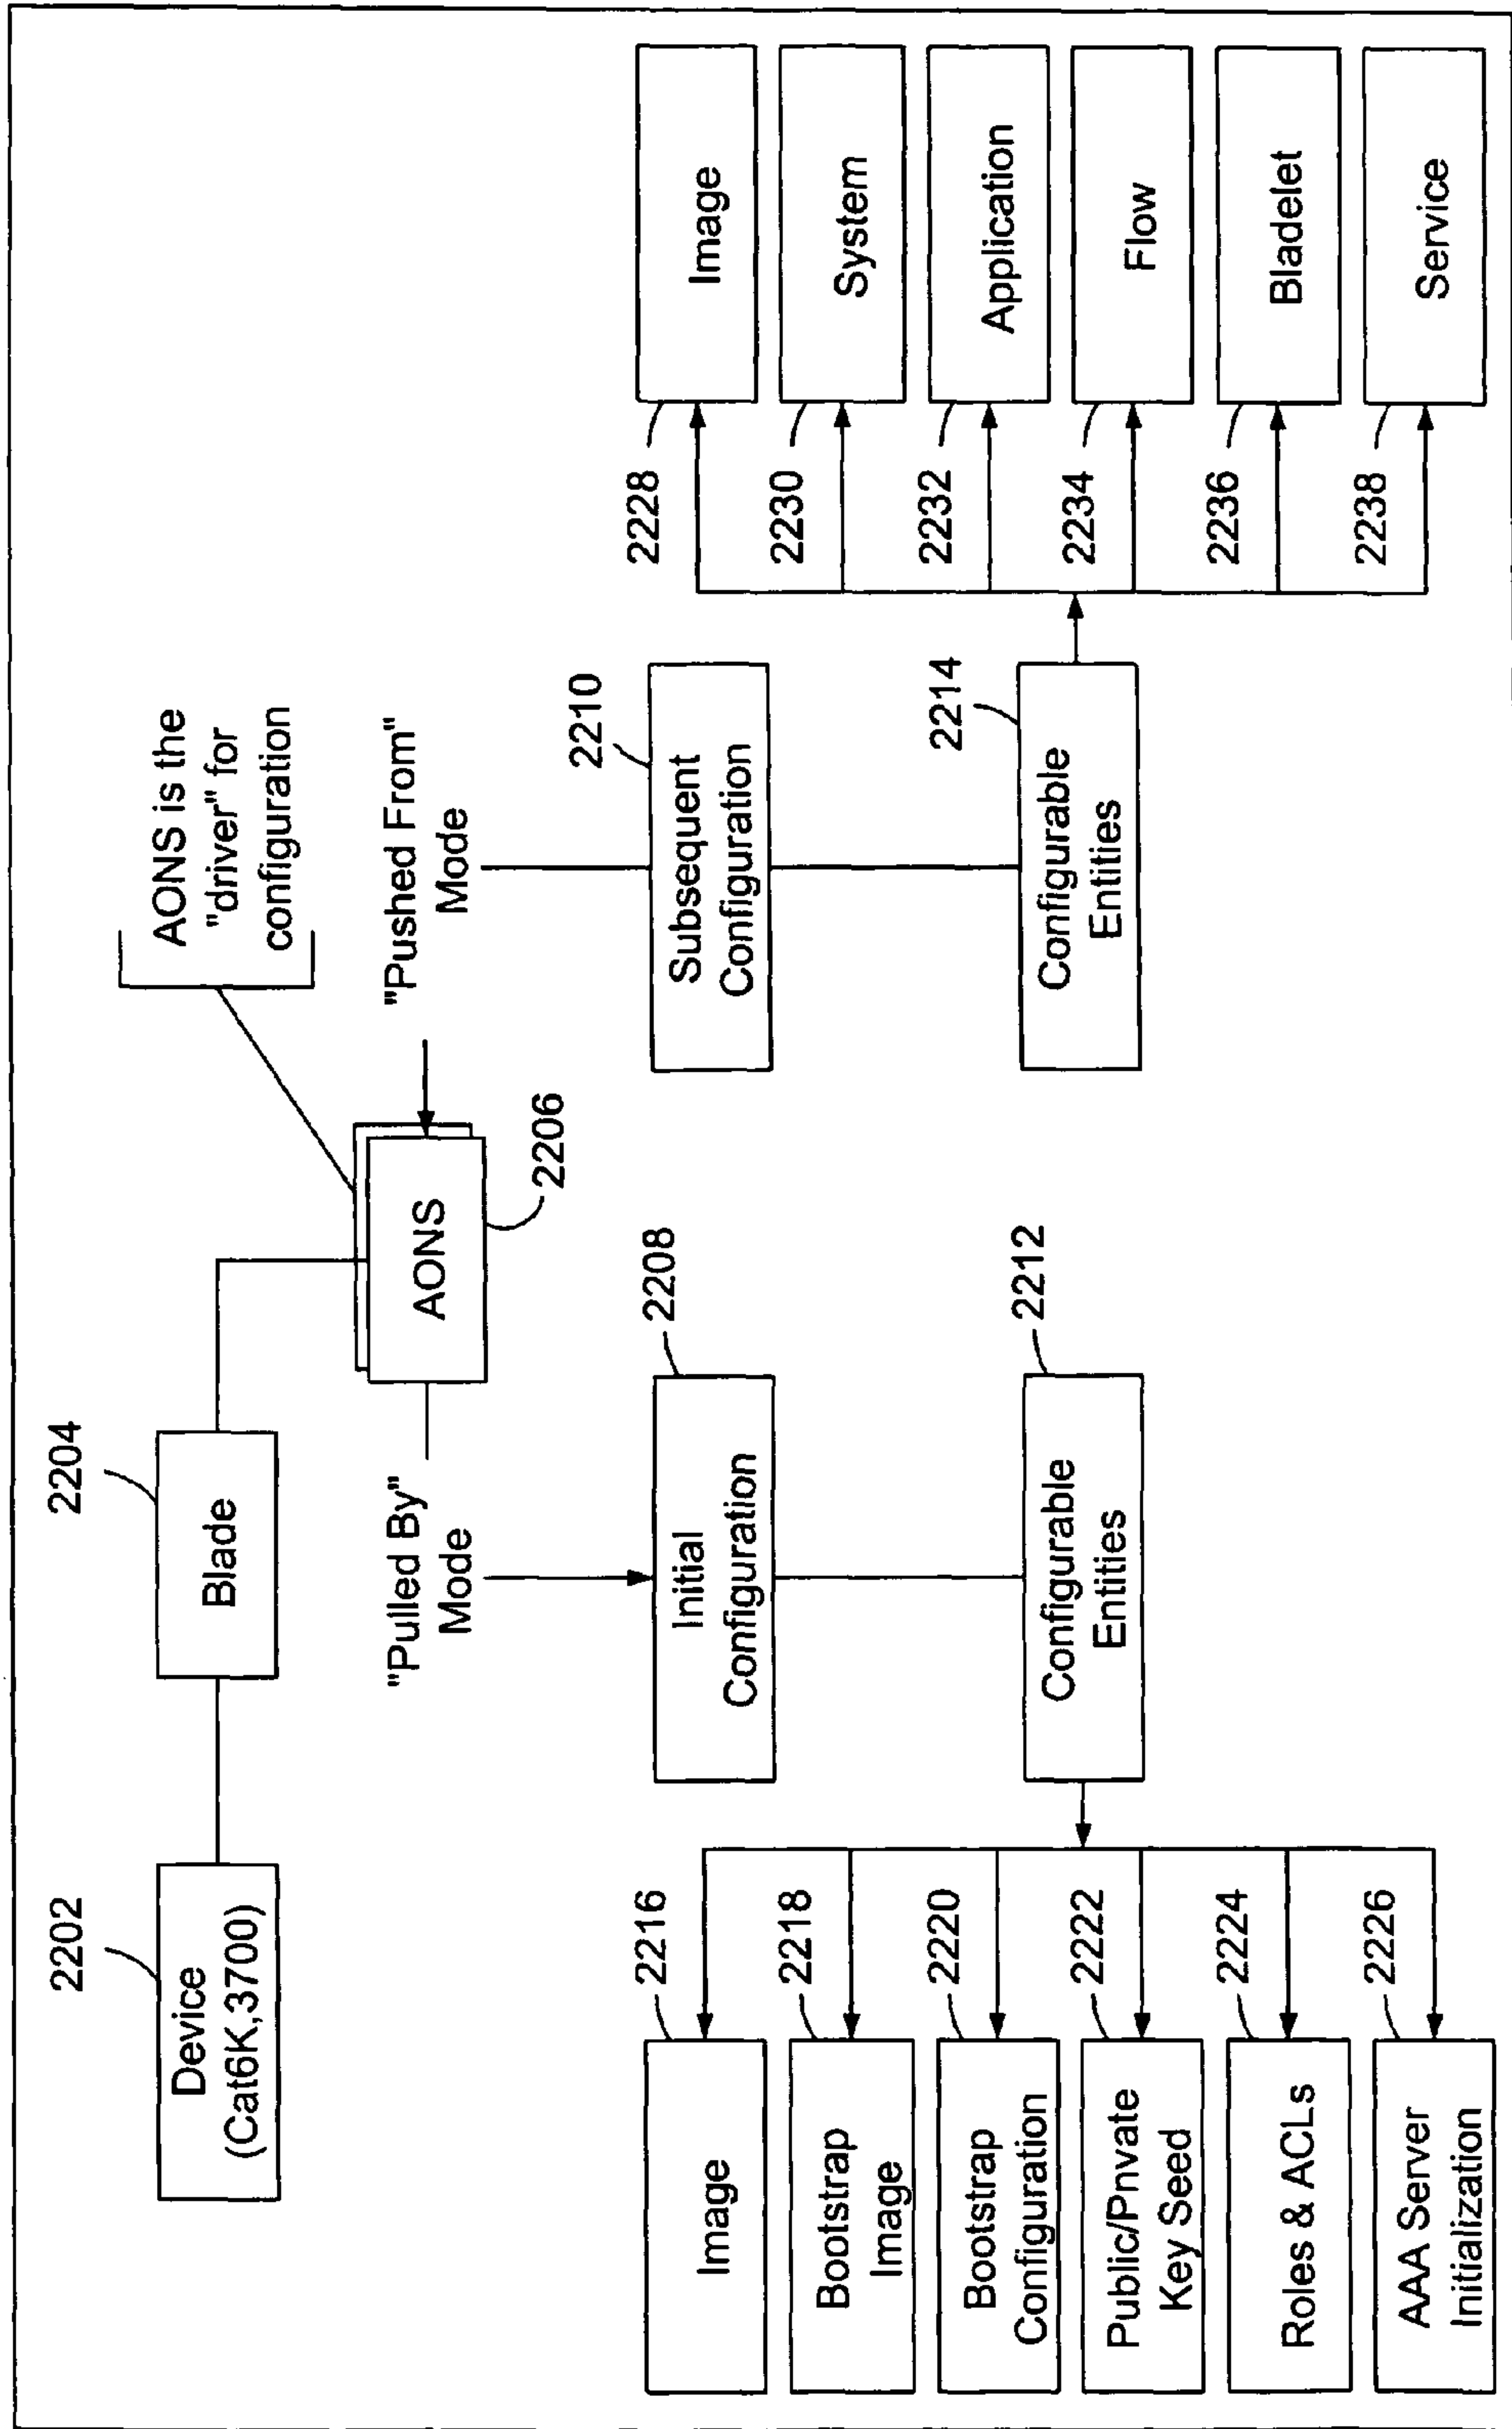 2202
Device
(Cat6K,3700)
2204
Blade
AONS is the
"driver" for
configuration
AONS
2206
"Pulled By"
Mode
"Pushed From"
Mode
2208
Initial
Configuration
2210
Subsequent
Configuration
2212
Configurable
Entities
2214
Configurable
Entities
2216
Image
2218
Bootstrap
Image
2220
Bootstrap
Configuration
2222
Public/Pnvate
Key Seed
2224
Roles & ACLs
2226
AAA Server
Initialization
2228
Image
2230
System
2232
Application
2234
Flow
2236
Bladelet
2238
Service